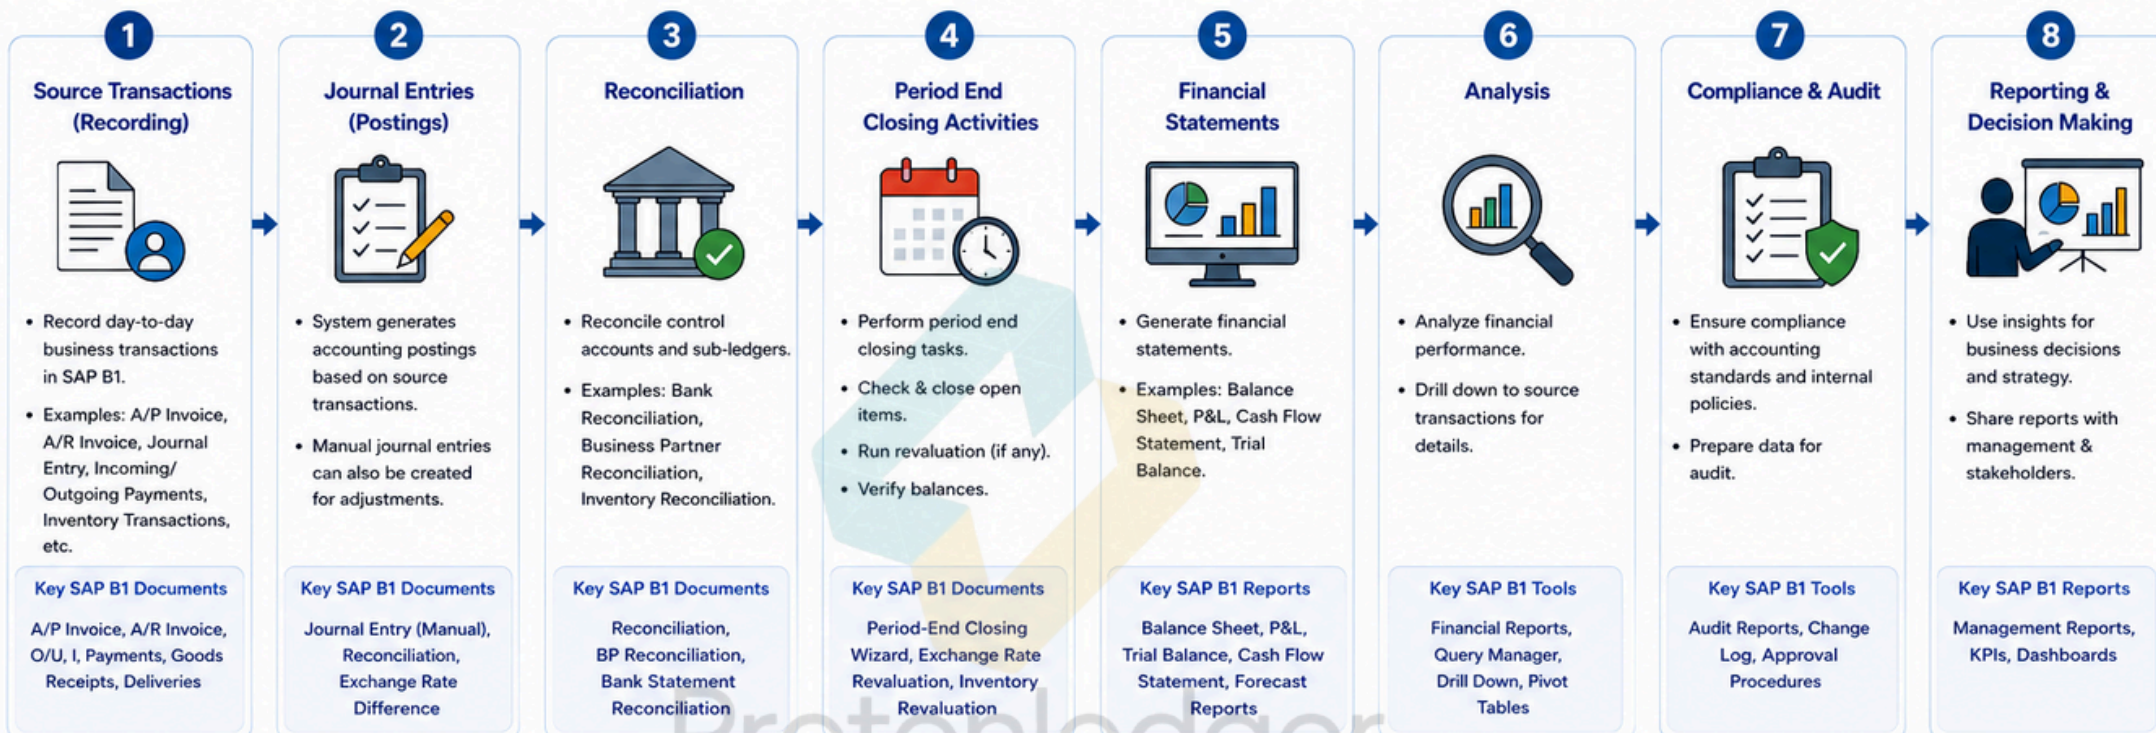 1
Source Transactions
(Recording)
• Record day-to-day
business transactions
in SAP B1.
• Examples: A/P Invoice,
A/R Invoice, Journal
Entry, Incoming/
Outgoing Payments,
Inventory Transactions,
etc.
Key SAP B1 Documents
A/P Invoice, A/R Invoice,
O/U, I, Payments, Goods
Receipts, Deliveries
2
Journal Entries
(Postings)
• System generates
accounting postings
based on source
transactions.
• Manual journal entries
can also be created
for adjustments.
Key SAP B1 Documents
Journal Entry (Manual),
Reconciliation,
Exchange Rate
Difference
3
Reconciliation
• Reconcile control
accounts and sub-ledgers.
• Examples: Bank
Reconciliation,
Business Partner
Reconciliation,
Inventory Reconciliation.
Key SAP B1 Documents
Reconciliation,
BP Reconciliation,
Bank Statement
Reconciliation
4
Period End
Closing Activities
• Perform period end
closing tasks.
• Check & close open
items.
• Run revaluation (if any).
• Verify balances.
Key SAP B1 Documents
Period-End Closing
Wizard, Exchange Rate
Revaluation, Inventory
Revaluation
5
Financial
Statements
• Generate financial
statements.
• Examples: Balance
Sheet, P&L, Cash Flow
Statement, Trial
Balance.
Key SAP B1 Reports
Balance Sheet, P&L,
Trial Balance, Cash Flow
Statement, Forecast
Reports
6
Analysis
• Analyze financial
performance.
• Drill down to source
transactions for
details.
Key SAP B1 Tools
Financial Reports,
Query Manager,
Drill Down, Pivot
Tables
7
Compliance & Audit
• Ensure compliance
with accounting
standards and internal
policies.
• Prepare data for
audit.
Key SAP B1 Tools
Audit Reports, Change
Log, Approval
Procedures
8
Reporting &
Decision Making
• Use insights for
business decisions
and strategy.
• Share reports with
management &
stakeholders.
Key SAP B1 Reports
Management Reports,
KPIs, Dashboards